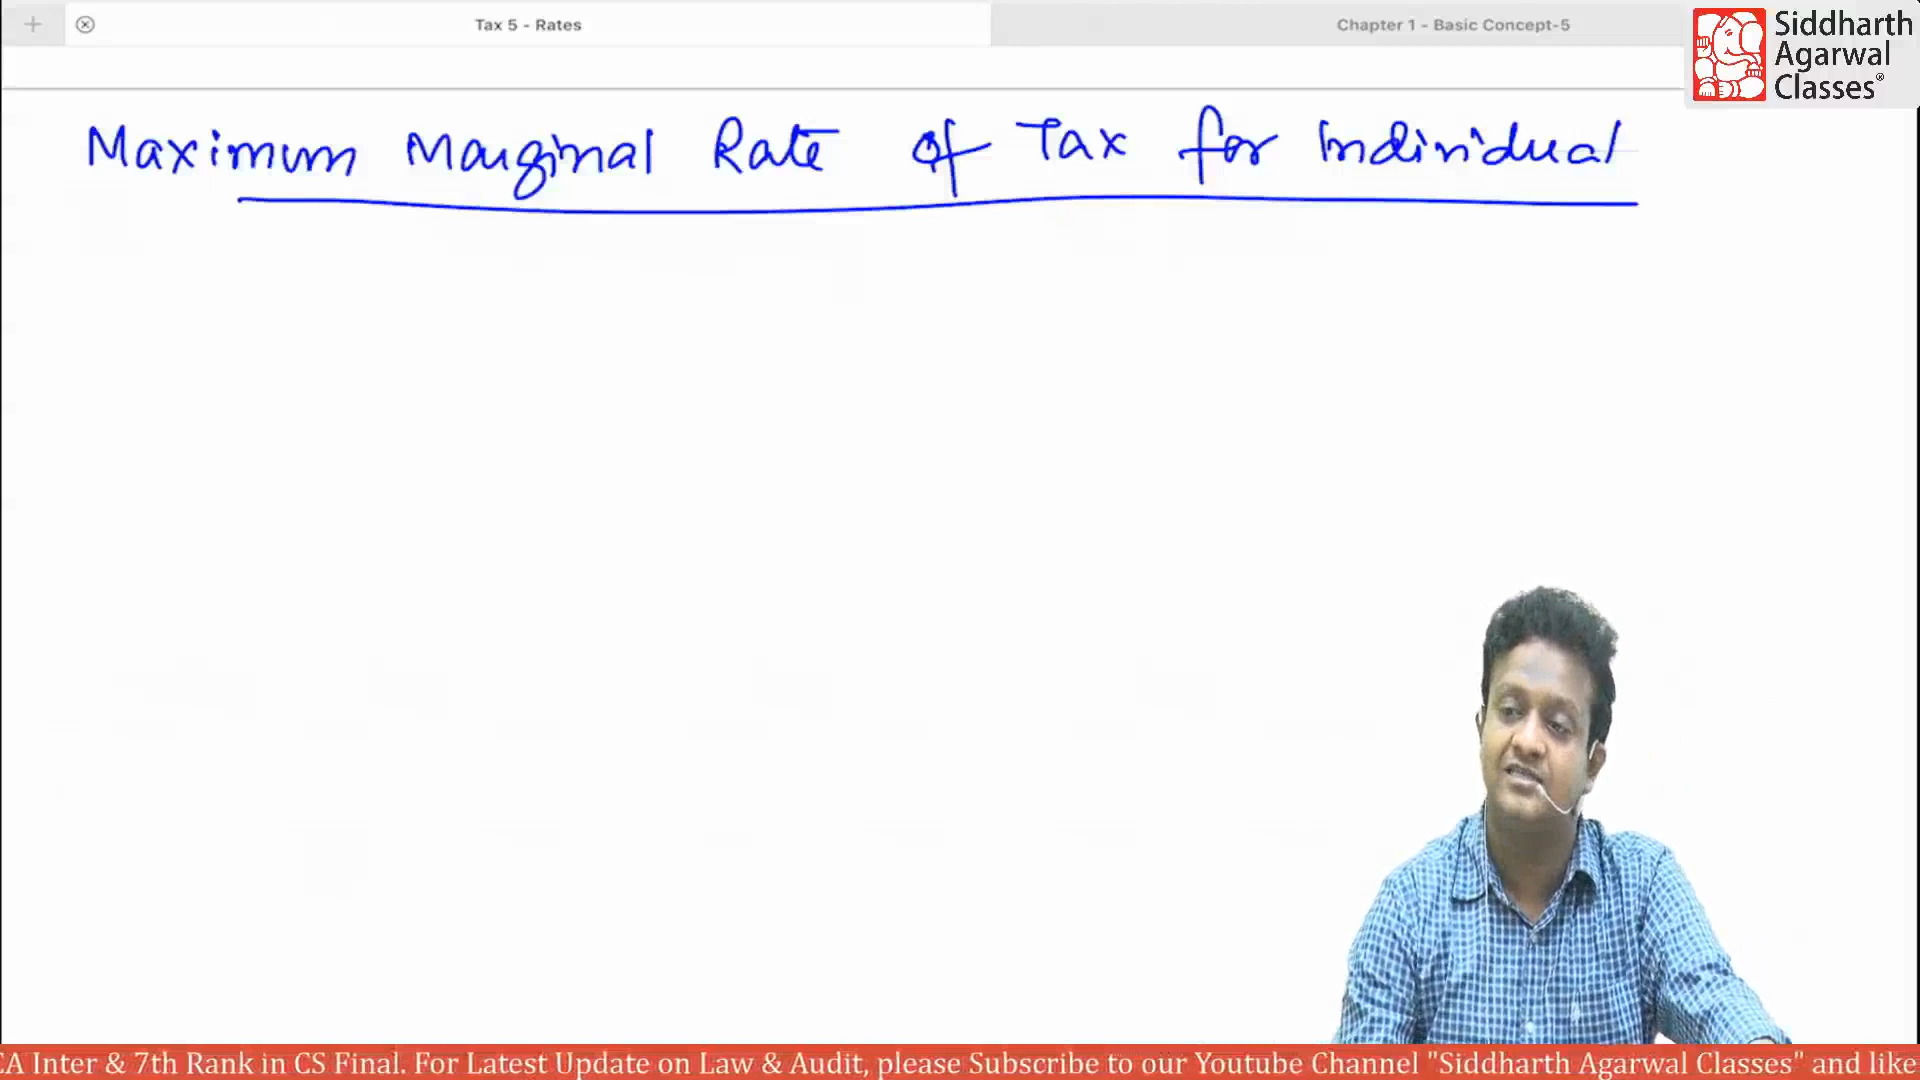 Tax 5 - Rates
Chapter 1 - Basic Concept-5
Siddharth
Agarwal
Classes®
Maximum Marginal Rate of Tax for Individual
CA Inter & 7th Rank in CS Final. For Latest Update on Law & Audit, please Subscribe to our Youtube Channel "Siddharth Agarwal Classes" and like